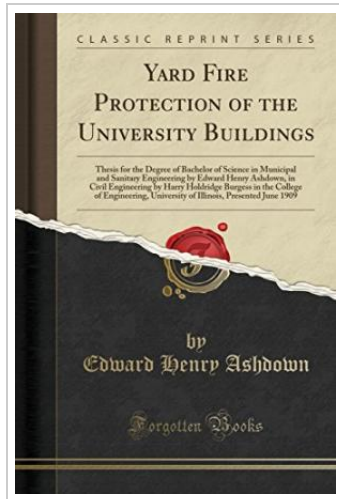 CLASSIC REPRINT SERIES
YARD FIRE
PROTECTION OF THE
UNIVERSITY BUILDINGS
Thesis for the Degree of Bachelor of Science in Municipal
and Sanitary Engineering by Edward Henry Ashdown, in
Civil Engineering by Harry Holdridge Burgess in the College
of Engineering, University of Illinois, Presented June 1909
by
Edward Henry Ashdown
Forgotten Books